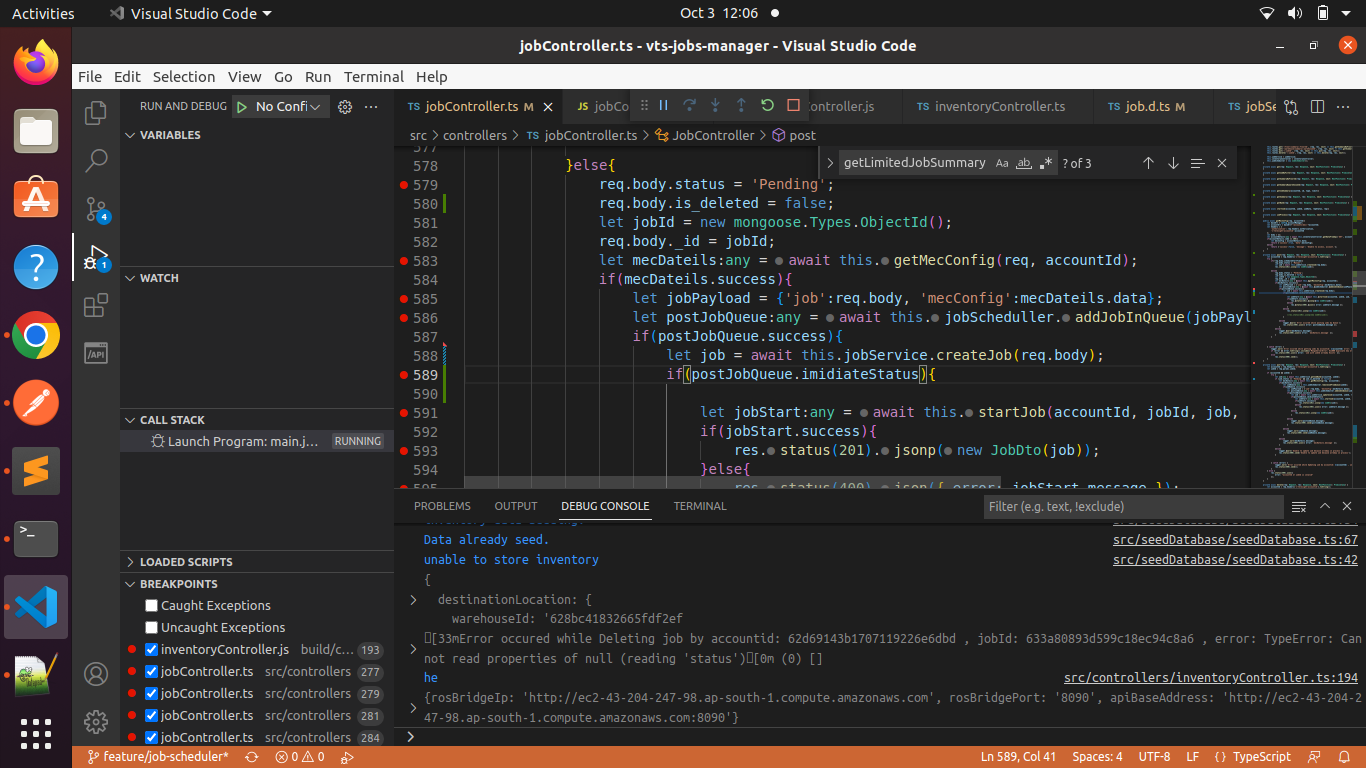 Activities
Visual Studio Code
Oct 3 12:06
jobController.ts - vts-jobs-manager - Visual Studio Code
File Edit Selection View Go Run Terminal Help
RUN AND DEBUG
No Confi
TS jobController.ts M
JS jobCo
ntroller.js
TS inventoryController.ts
TS job.d.ts M
TS jobSe
src > controllers > TS jobController.ts > JobController > post
VARIABLES
WATCH
CALL STACK
Launch Program: main.j...
RUNNING
LOADED SCRIPTS
BREAKPOINTS
Caught Exceptions
Uncaught Exceptions
inventoryController.js build/c... 193
jobController.ts src/controllers 277
jobController.ts src/controllers 279
jobController.ts src/controllers 281
jobController.ts src/controllers 284
4
1
/API
>_
getLimitedJobSummary
Aa ab .*
? of 3
577
578 }else{
579 req.body.status = 'Pending';
580 req.body.is_deleted = false;
581 let jobId = new mongoose.Types.ObjectId();
582 req.body._id = jobId;
583 let mecDateils:any = await this. getMecConfig(req, accountId);
584 if(mecDateils.success){
585 let jobPayload = {'job':req.body, 'mecConfig':mecDateils.data};
586 let postJobQueue:any = await this. jobScheduller. addJobInQueue(jobPayl
587 if(postJobQueue.success){
588 let job = await this.jobService.createJob(req.body);
589 if(postJobQueue.imidiateStatus){
590
591 let jobStart:any = await this. startJob(accountId, jobId, job,
592 if(jobStart.success){
593 res. status(201). jsonp( new JobDto(job));
594 }else{
595 res. status(400). json({ error: jobStart.message });
PROBLEMS OUTPUT DEBUG CONSOLE TERMINAL
Filter (e.g. text, !exclude)
Data already seed. src/seedDatabase/seedDatabase.ts:67
unable to store inventory src/seedDatabase/seedDatabase.ts:42
{
destinationLocation: {
warehouseId: '628bc41832665fdf2ef
[33mError occured while Deleting job by accountid: 62d69143b1707119226e6dbd , jobId: 633a80893d599c18ec94c8a6 , error: TypeError: Can
not read properties of null (reading 'status')[0m (0) []
he src/controllers/inventoryController.ts:194
{rosBridgeIp: 'http://ec2-43-204-247-98.ap-south-1.compute.amazonaws.com', rosBridgePort: '8090', apiBaseAddress: 'http://ec2-43-204-2
47-98.ap-south-1.compute.amazonaws.com:8090'}
feature/job-scheduler*
0 0
Ln 589, Col 41
Spaces: 4
UTF-8
LF
{ } TypeScript